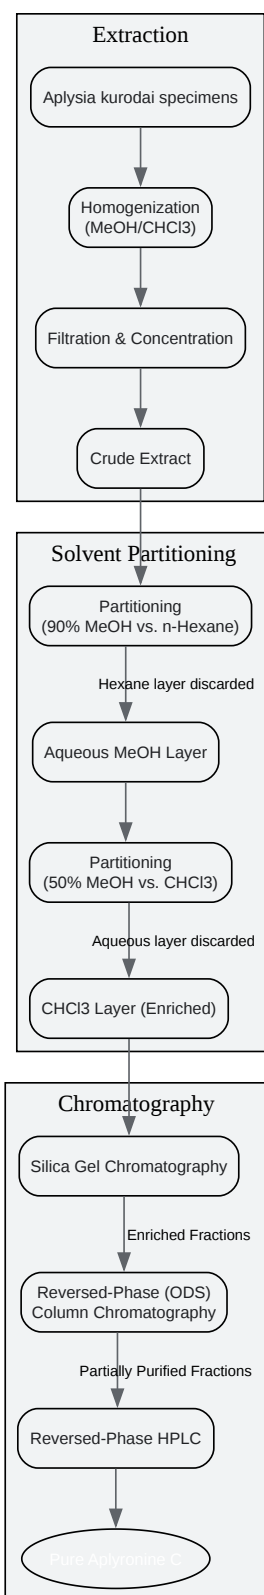 Extraction
Aplysia kurodai specimens
Homogenization
(MeOH/CHCl3)
Filtration & Concentration
Crude Extract
Solvent Partitioning
Partitioning
(90% MeOH vs. n-Hexane)
Hexane layer discarded
Aqueous MeOH Layer
Partitioning
(50% MeOH vs. CHCl3)
Aqueous layer discarded
CHCl3 Layer (Enriched)
Chromatography
Silica Gel Chromatography
Enriched Fractions
Reversed-Phase (ODS)
Column Chromatography
Partially Purified Fractions
Reversed-Phase HPLC
Pure Aplyronine C